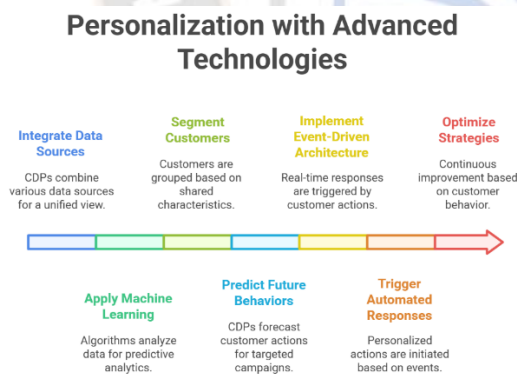 Personalization with Advanced
Technologies
Integrate Data
Sources
CDPs combine
various data sources
for a unified view.
Segment
Customers
Customers are
grouped based on
shared
characteristics.
Implement
Event-Driven
Architecture
Real-time responses
are triggered by
customer actions.
Optimize
Strategies
Continuous
improvement based
on customer
behavior.
Apply Machine
Learning
Algorithms analyze
data for predictive
analytics.
Predict Future
Behaviors
CDPs forecast
customer actions
for targeted
campaigns.
Trigger
Automated
Responses
Personalized
actions are initiated
based on events.